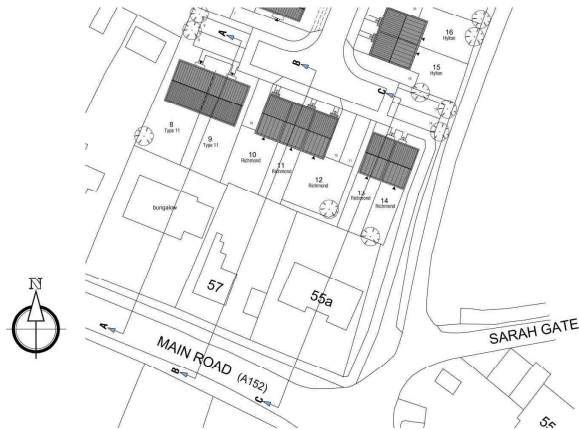 16
Hylton
A
B
15
Hylton
C
8
Type 11
9
Type 11
10
Richmond
11
Richmond
12
Richmond
13
Richmond
14
Richmond
bungalow
57
55a
N
A
MAIN ROAD (A152)
SARAH GATE
B
C
55